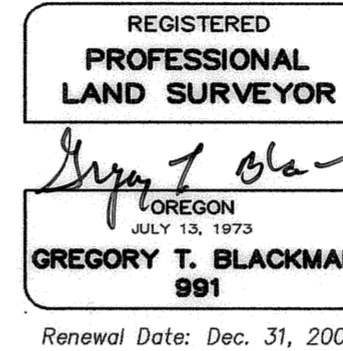 REGISTERED
PROFESSIONAL
LAND SURVEYOR
OREGON
JULY 13, 1973
GREGORY T. BLACKMA
991
Renewal Date: Dec. 31, 200